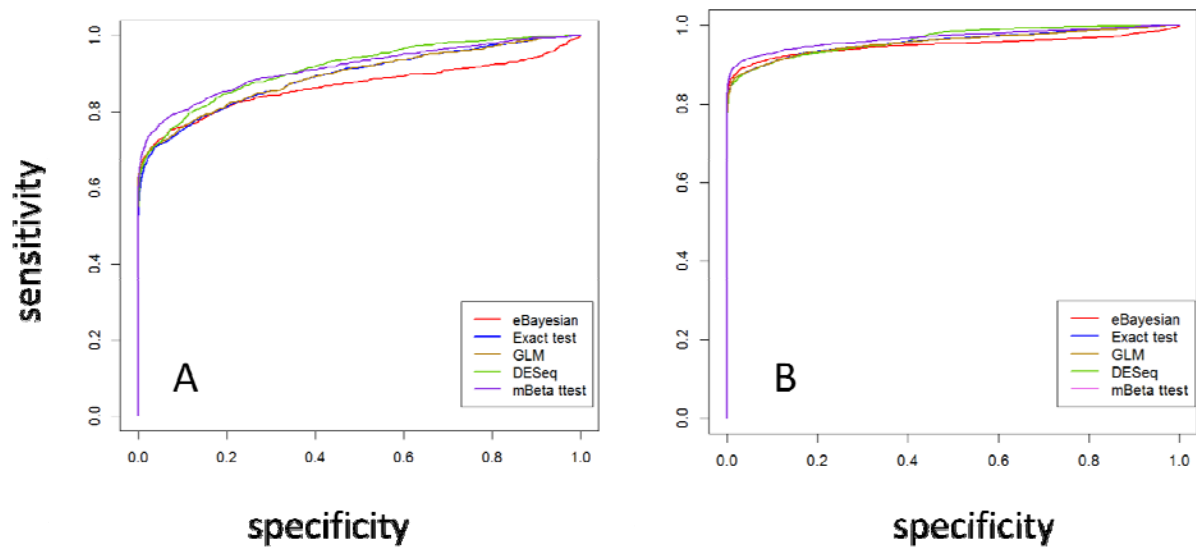 sensitivity
1.0
0.8
0.6
0.4
0.2
0.0
A
eBayesian
Exact test
GLM
DESeq
mBeta ttest
0.0 0.2 0.4 0.6 0.8 1.0
specificity
1.0
0.8
0.6
0.4
0.2
0.0
B
eBayesian
Exact test
GLM
DESeq
mBeta ttest
0.0 0.2 0.4 0.6 0.8 1.0
specificity